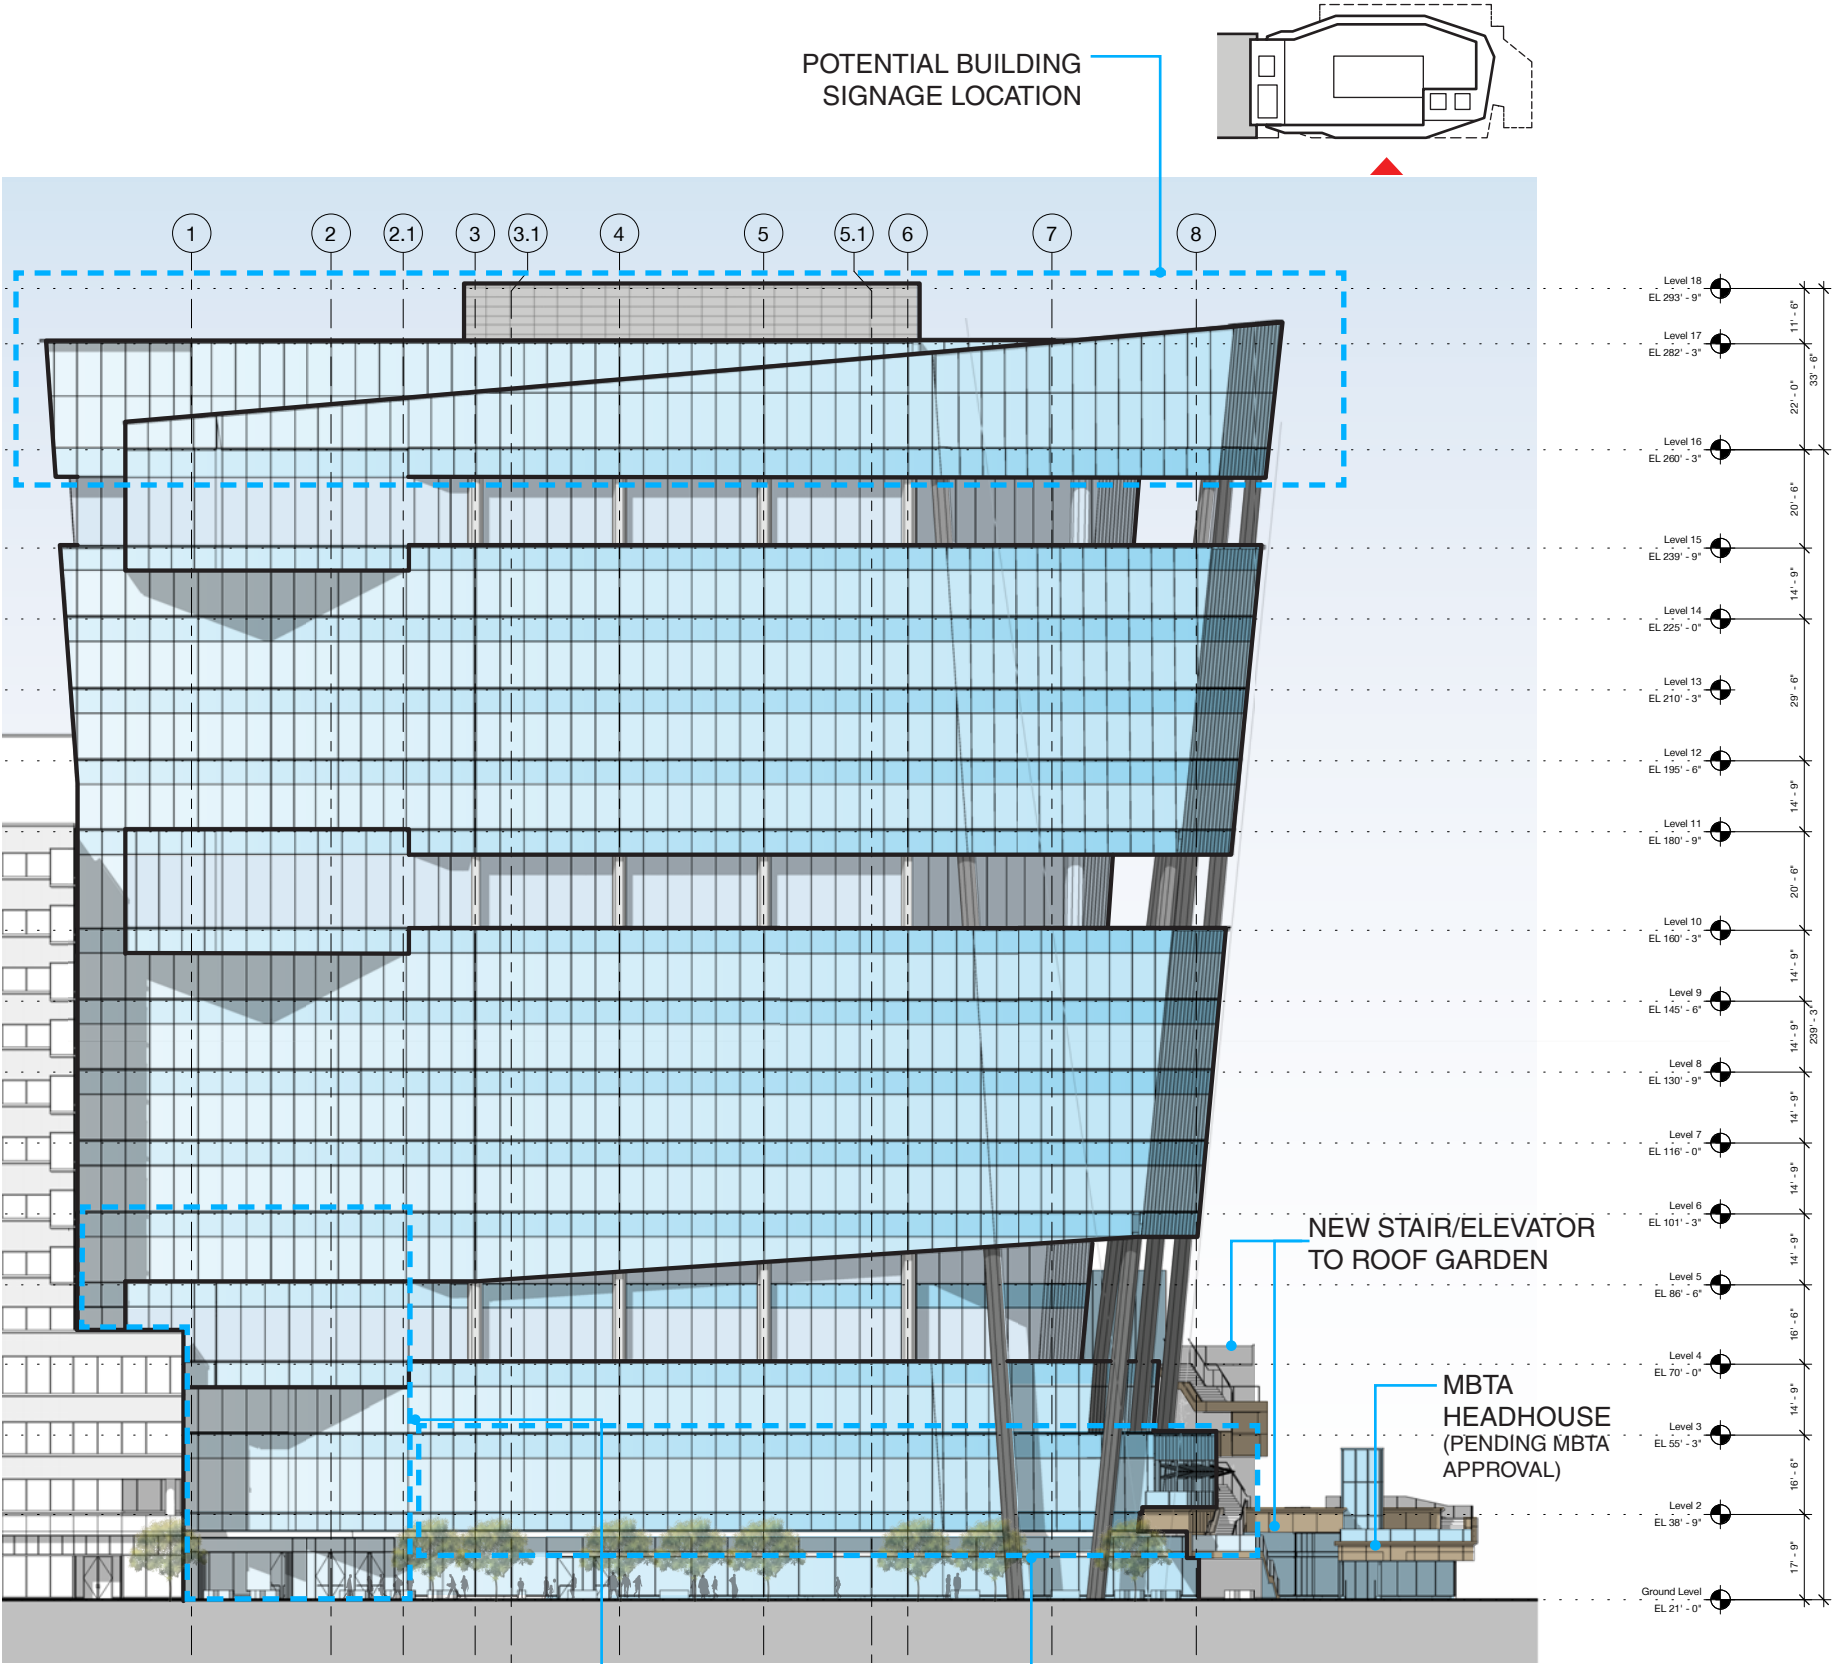 POTENTIAL BUILDING
SIGNAGE LOCATION
1
2
2.1
3
3.1
4
5
5.1
6
7
8
Level 18
EL 293' - 9"
11' - 6"
Level 17
EL 282' - 3"
33' - 6"
22' - 0"
Level 16
EL 260' - 3"
20' - 6"
Level 15
EL 239' - 9"
14' - 9"
Level 14
EL 225' - 0"
Level 13
EL 210' - 3"
29' - 6"
Level 12
EL 195' - 6"
14' - 9"
Level 11
EL 180' - 9"
20' - 6"
Level 10
EL 160' - 3"
14' - 9"
Level 9
EL 145' - 6"
239' - 3"
14' - 9"
Level 8
EL 130' - 9"
14' - 9"
Level 7
EL 116' - 0"
14' - 9"
Level 6
EL 101' - 3"
14' - 9"
NEW STAIR/ELEVATOR
TO ROOF GARDEN
Level 5
EL 86' - 6"
16' - 6"
Level 4
EL 70' - 0"
14' - 9"
MBTA
HEADHOUSE
(PENDING MBTA
APPROVAL)
Level 3
EL 55' - 3"
16' - 6"
Level 2
EL 38' - 9"
17' - 9"
Ground Level
EL 21' - 0"